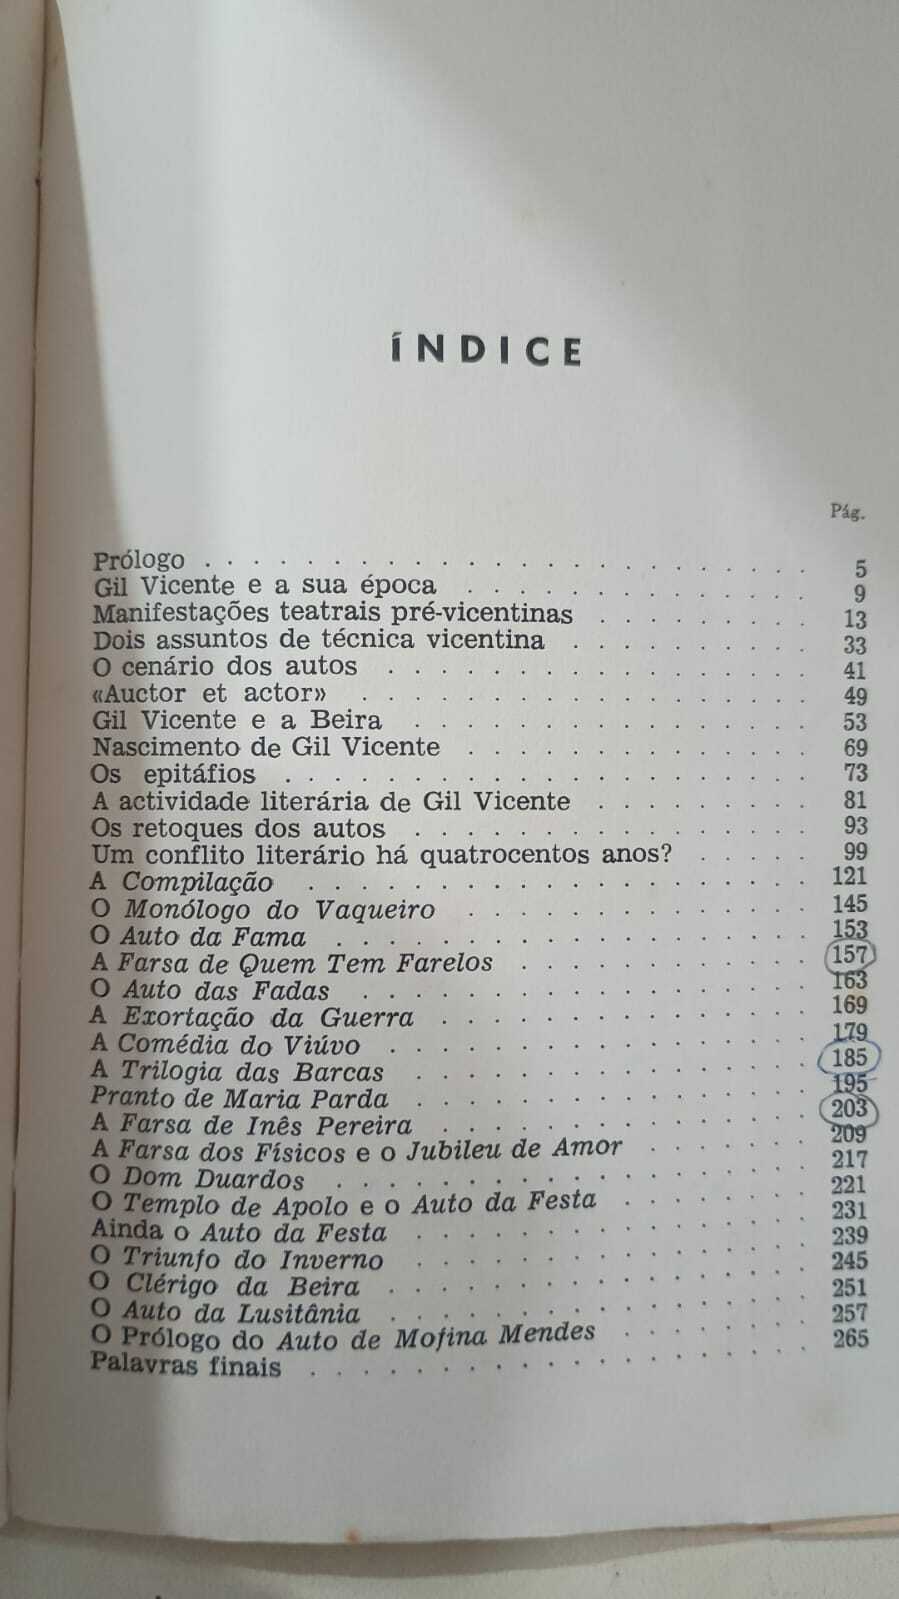 ÍNDICE
Pág.
Prólogo . . . . . . . . . . . . . . . . . . . . . . . . 5
Gil Vicente e a sua época . . . . . . . . . . . . . . 9
Manifestações teatrais pré-vicentinas . . . . . . . . . 13
Dois assuntos de técnica vicentina . . . . . . . . . . 33
O cenário dos autos . . . . . . . . . . . . . . . . . 41
«Auctor et actor» . . . . . . . . . . . . . . . . . . 49
Gil Vicente e a Beira . . . . . . . . . . . . . . . . 53
Nascimento de Gil Vicente . . . . . . . . . . . . . . 69
Os epitáfios . . . . . . . . . . . . . . . . . . . . . 73
A actividade literária de Gil Vicente . . . . . . . . . 81
Os retoques dos autos . . . . . . . . . . . . . . . . 93
Um conflito literário há quatrocentos anos? . . . . . 99
A Compilação . . . . . . . . . . . . . . . . . . . . 121
O Monólogo do Vaqueiro . . . . . . . . . . . . . . 145
O Auto da Fama . . . . . . . . . . . . . . . . . . . 153
A Farsa de Quem Tem Farelos . . . . . . . . . . . . 157
O Auto das Fadas . . . . . . . . . . . . . . . . . . 163
A Exortação da Guerra . . . . . . . . . . . . . . . 169
A Comédia do Viúvo . . . . . . . . . . . . . . . . . 179
A Trilogia das Barcas . . . . . . . . . . . . . . . . 185
Pranto de Maria Parda . . . . . . . . . . . . . . . 195
A Farsa de Inês Pereira . . . . . . . . . . . . . . . 203
A Farsa dos Físicos e o Jubileu de Amor . . . . . . . 209
O Dom Duardos . . . . . . . . . . . . . . . . . . . 217
O Templo de Apolo e o Auto da Festa . . . . . . . . 221
Ainda o Auto da Festa . . . . . . . . . . . . . . . 231
O Triunfo do Inverno . . . . . . . . . . . . . . . . 239
O Clérigo da Beira . . . . . . . . . . . . . . . . . 245
O Auto da Lusitânia . . . . . . . . . . . . . . . . . 251
O Prólogo do Auto de Mofina Mendes . . . . . . . . 257
Palavras finais . . . . . . . . . . . . . . . . . . . . 265